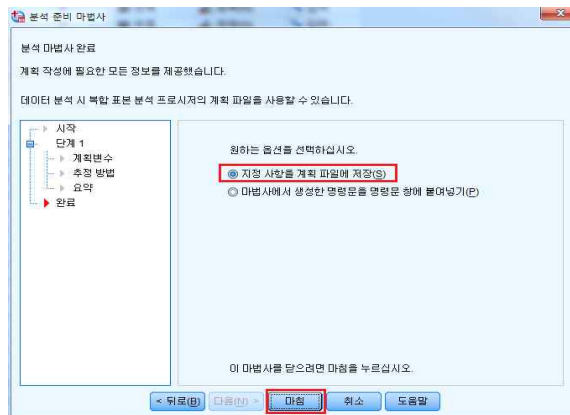 분석 준비 마법사
분석 마법사 완료
계획 작성에 필요한 모든 정보를 제공했습니다.
데이터 분석 시 복합 표본 분석 프로시저의 계획 파일을 사용할 수 있습니다.
시작
단계 1
계획변수
추정 방법
요약
완료
원하는 옵션을 선택하십시오.
지정 사항을 계획 파일에 저장(S)
마법사에서 생성한 명령문을 명령문 창에 붙여넣기(P)
이 마법사를 닫으려면 마침을 누르십시오.
< 뒤로(B) 다음(N) > 마침 취소 도움말